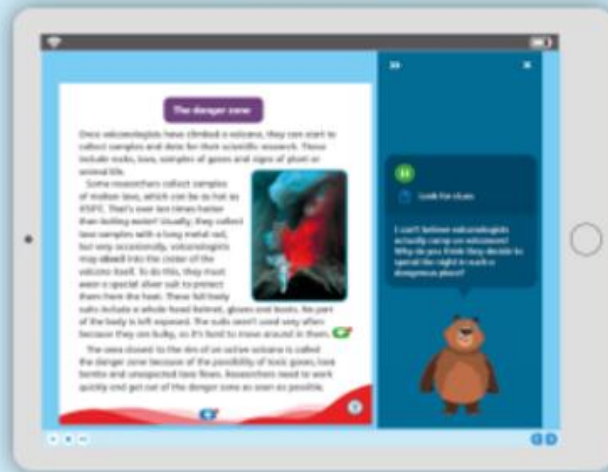 The danger zone
Once volcanologists have climbed a volcano, they can start to
collect samples and data for their scientific research. These
include rocks, lava, samples of gases and signs of plant or
animal life.
Some researchers collect samples
of molten lava, which can be as hot as
That's over ten times hotter
than boiling water! Usually, they collect
lava samples with a long metal rod,
but very occasionally, volcanologists
may into the crater of the
volcano itself. To do this, they must
wear a special silver suit to protect
them from the heat. These full body
suits include a whole head helmet, gloves and boots. No part
of the body is left exposed. The suits aren't used very often
because they are bulky, so it's hard to move around in them.
The area closest to the rim of an active volcano is called
the danger zone because of the possibility of toxic gases, lava
bombs and unexpected lava flows. Researchers need to work
quickly and get out of the danger zone as soon as possible.
Look for clues
I can't believe volcanologists
actually camp on volcanoes!
Why do you think they decide to
spend the night in such a
dangerous place?